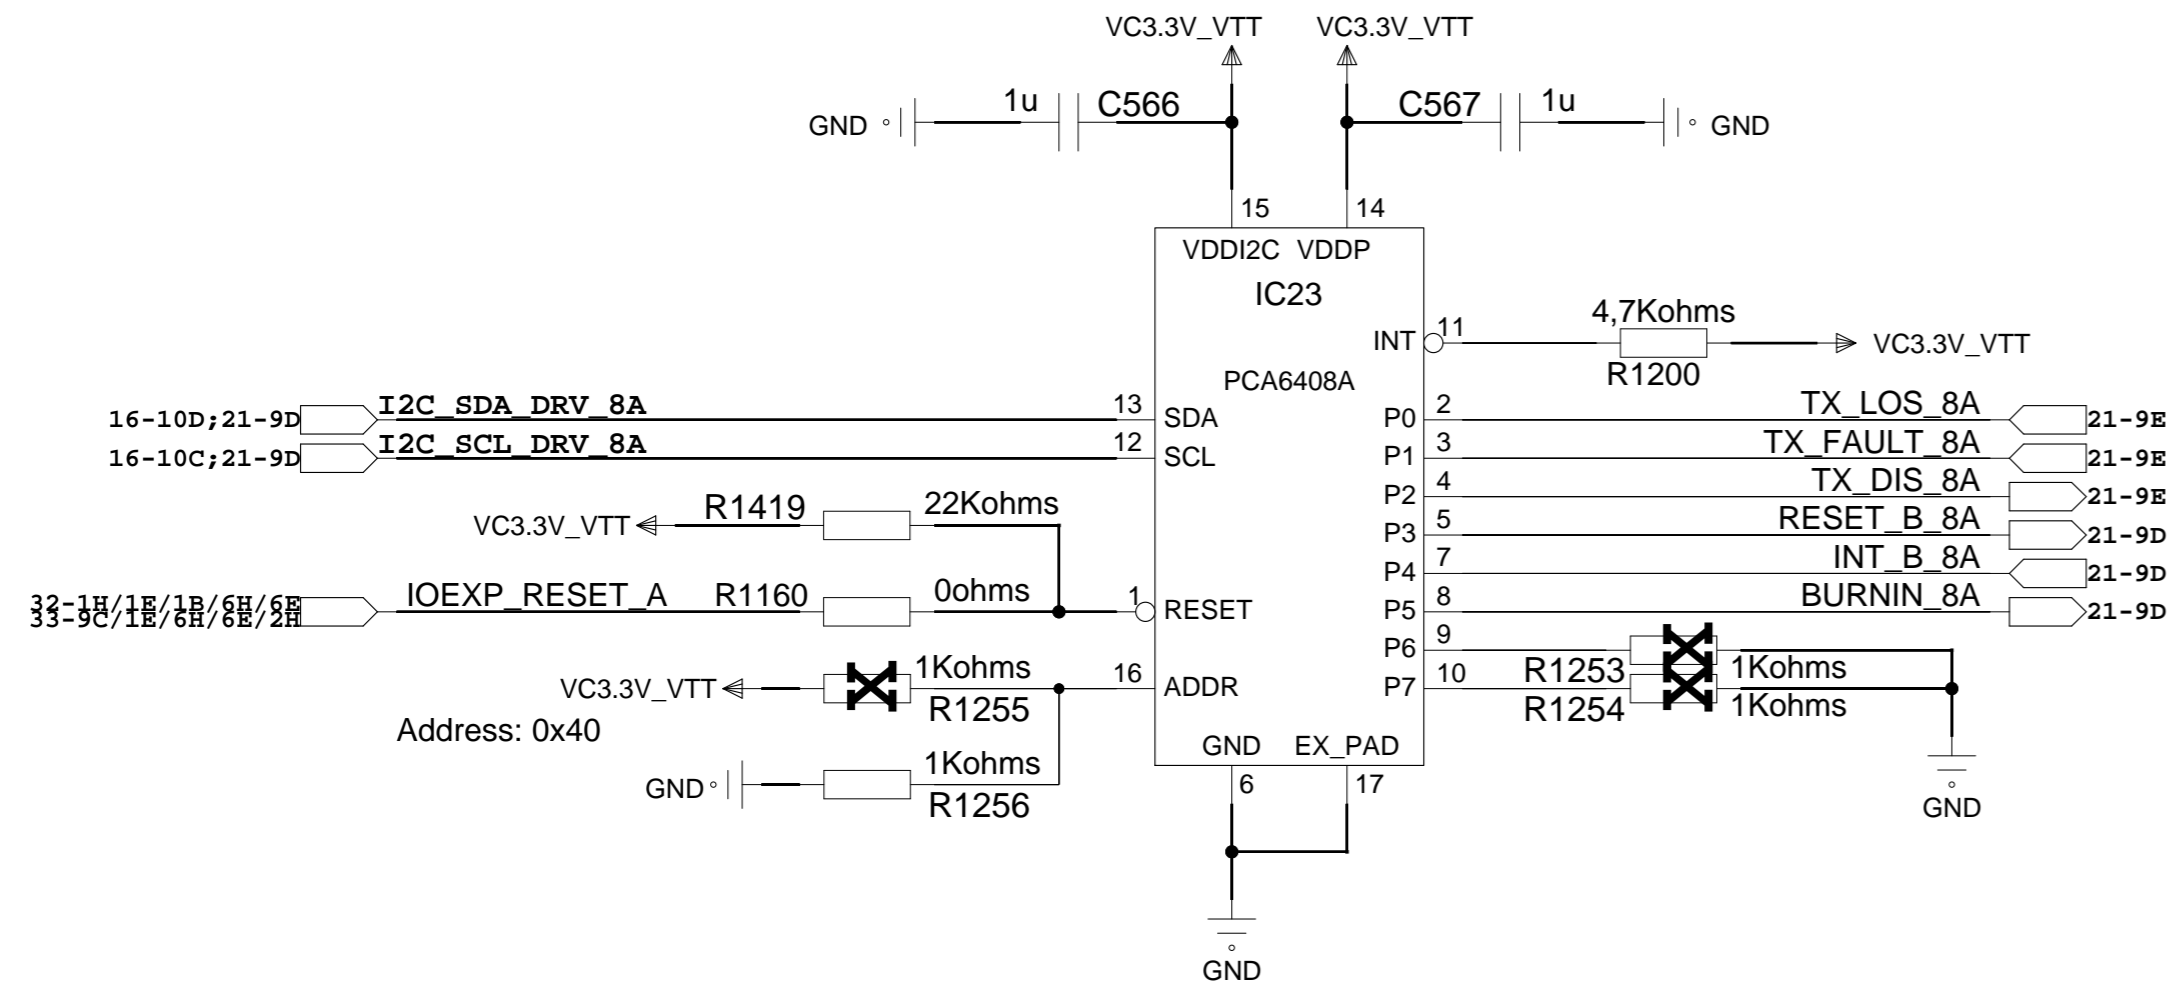 VC3.3V_VTT VC3.3V_VTT
1u C566 C567 1u
GND GND
15 14
VDDI2C VDDP
IC23
4,7Kohms
INT 11
VC3.3V_VTT
R1200
PCA6408A
16-10D;21-9D I2C_SDA_DRV_8A 13 SDA
P0 2 TX_LOS_8A 21-9E
16-10C;21-9D I2C_SCL_DRV_8A 12 SCL
P1 3 TX_FAULT_8A 21-9E
P2 4 TX_DIS_8A 21-9E
VC3.3V_VTT R1419 22Kohms
P3 5 RESET_B_8A 21-9D
P4 7 INT_B_8A 21-9D
32-1H/1E/1B/6H/6E
33-9C/1E/6H/6E/2H
IOEXP_RESET_A R1160 0ohms 1 RESET
P5 8 BURNIN_8A 21-9D
P6 9 R1253 1Kohms
VC3.3V_VTT 1Kohms 16 ADDR
R1255
P7 10 R1254 1Kohms
Address: 0x40
GND EX_PAD
GND 1Kohms
R1256
6 17
GND
GND